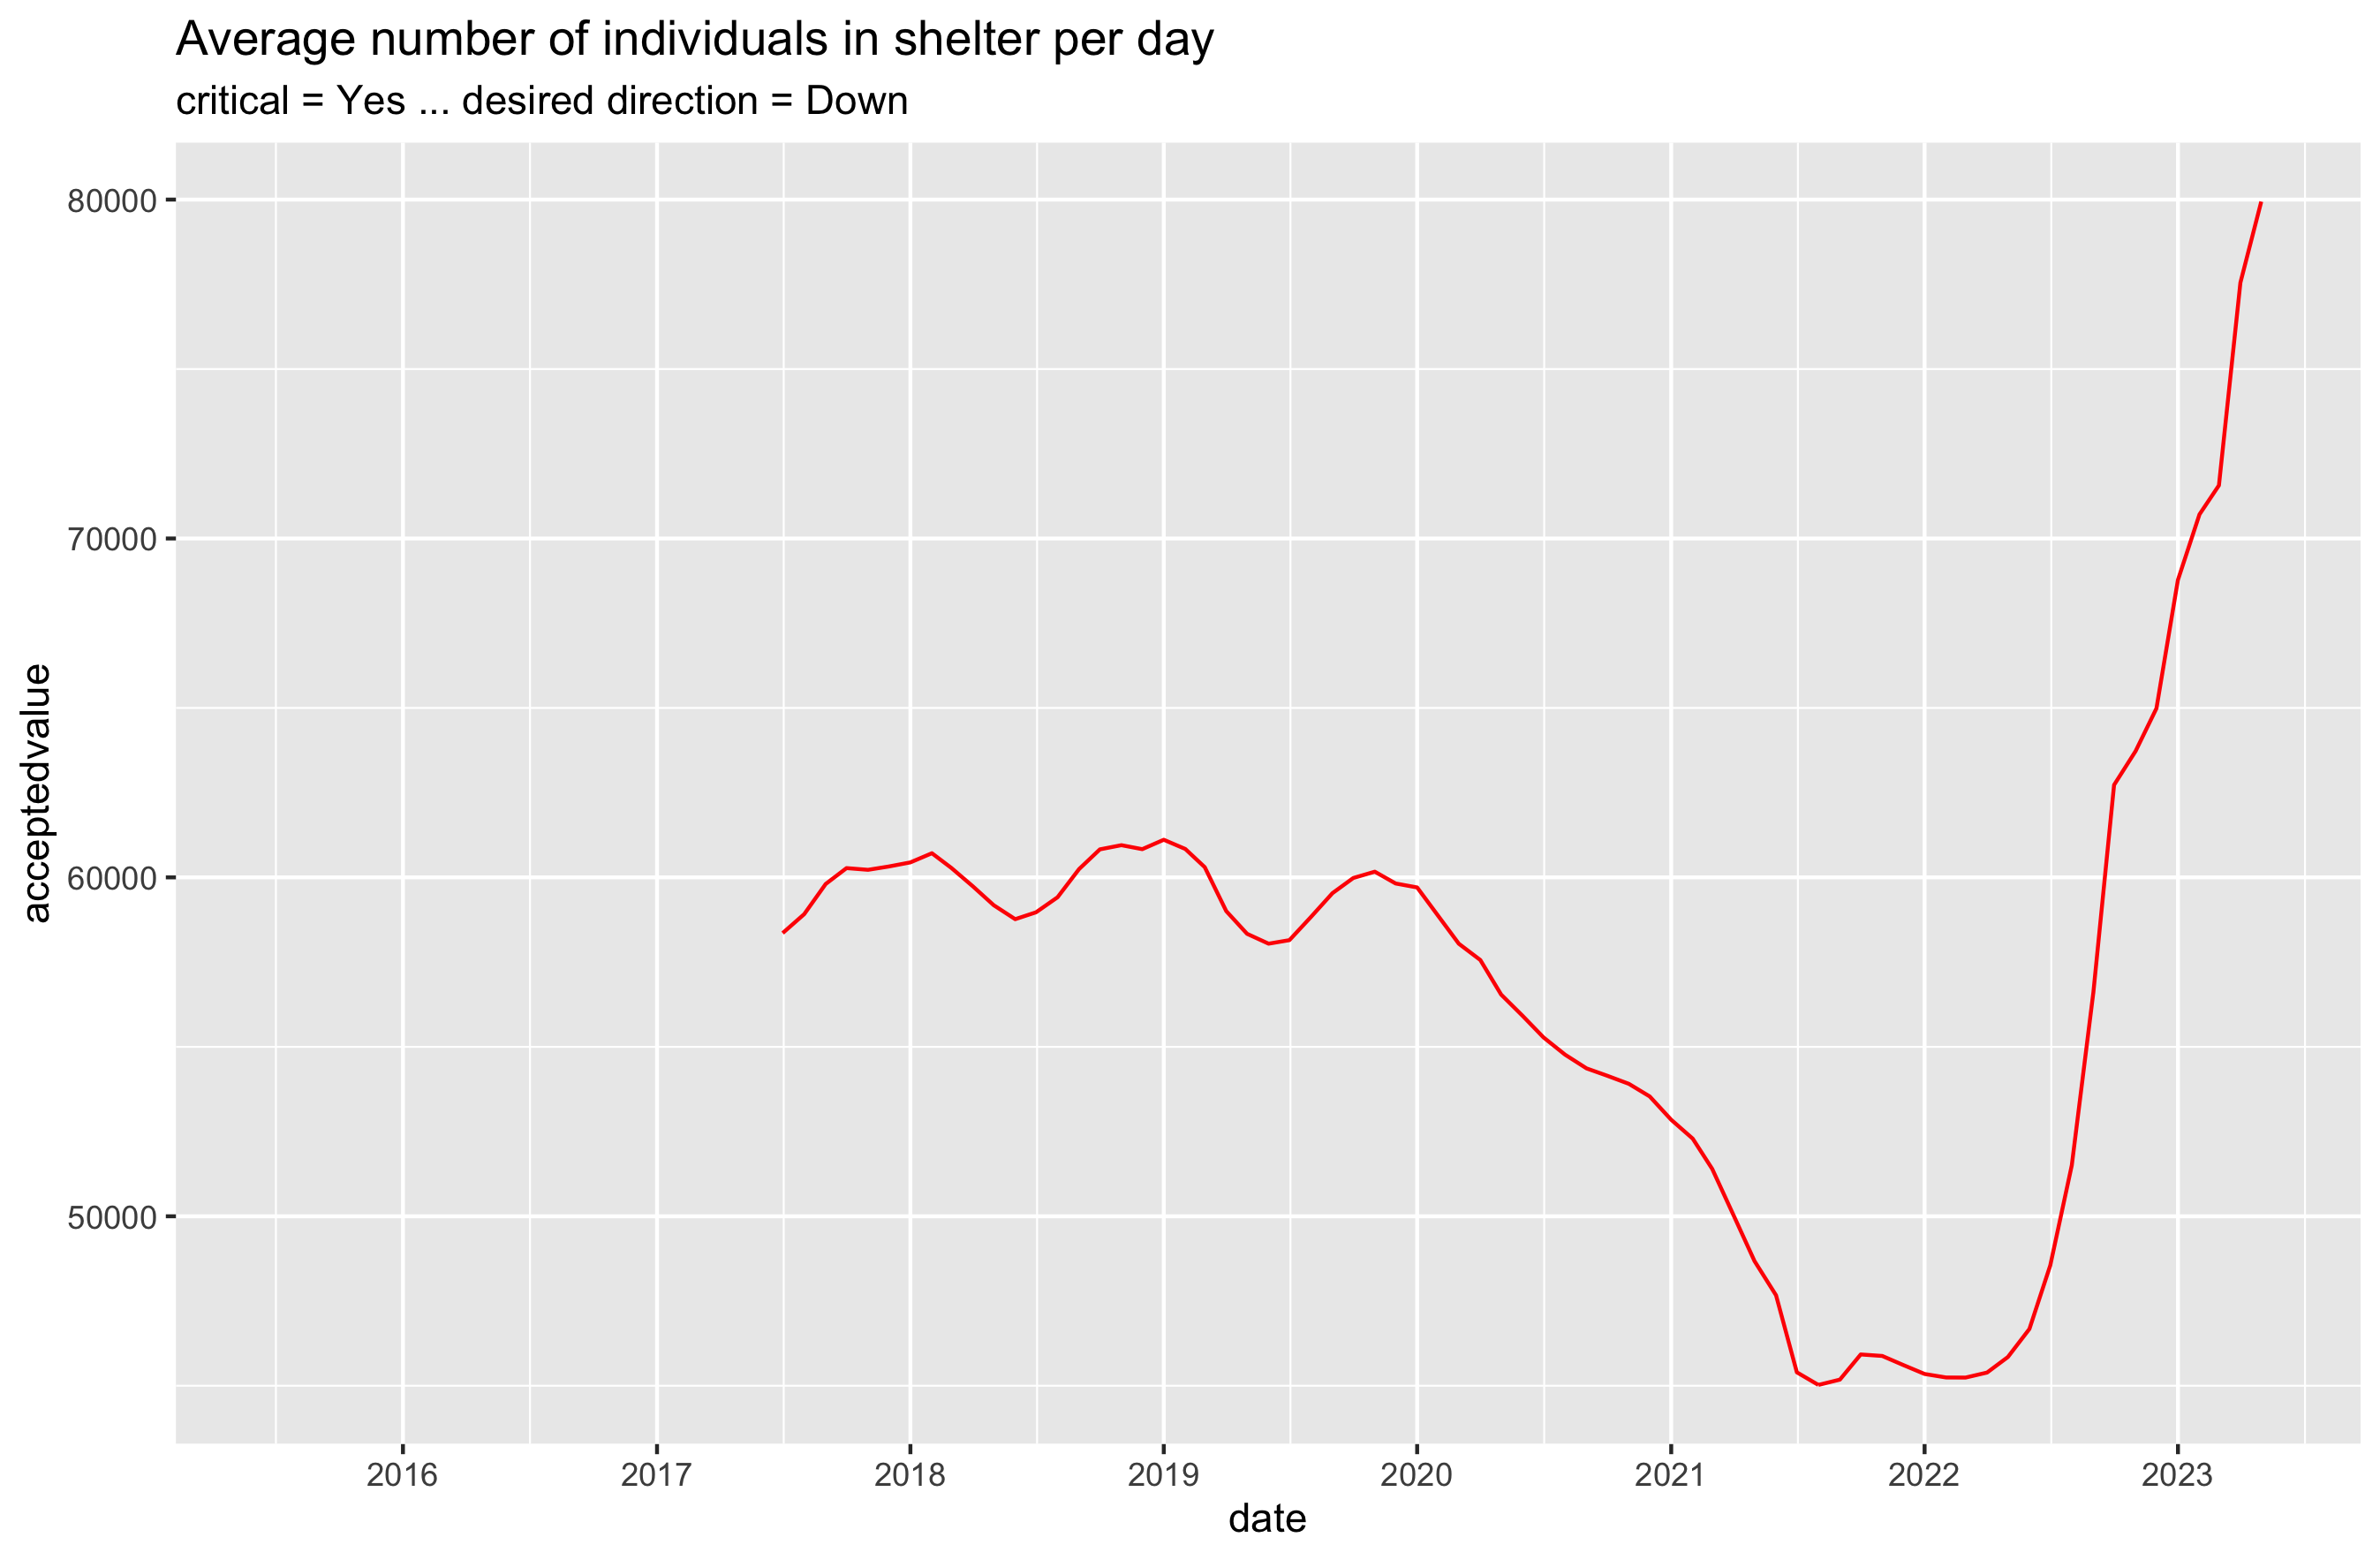 Average number of individuals in shelter per day
critical = Yes ... desired direction = Down
80000
70000
60000
50000
acceptedvalue
2016 2017 2018 2019 2020 2021 2022 2023
date